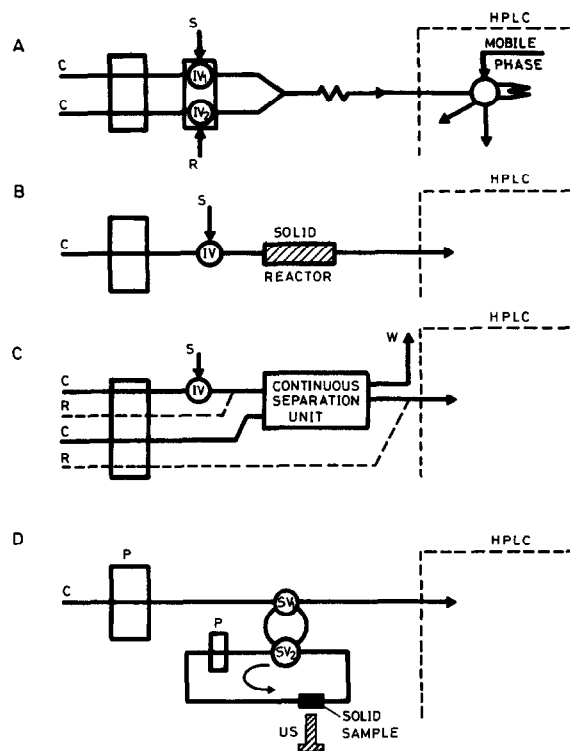 A
HPLC
S
MOBILE
PHASE
C
IV1
C
IV2
R
B
HPLC
S
SOLID
C
IV
REACTOR
C
HPLC
W
S
C
IV
R
CONTINUOUS
SEPARATION
UNIT
C
R
D
HPLC
P
C
SV1
P
SV2
SOLID
US
SAMPLE